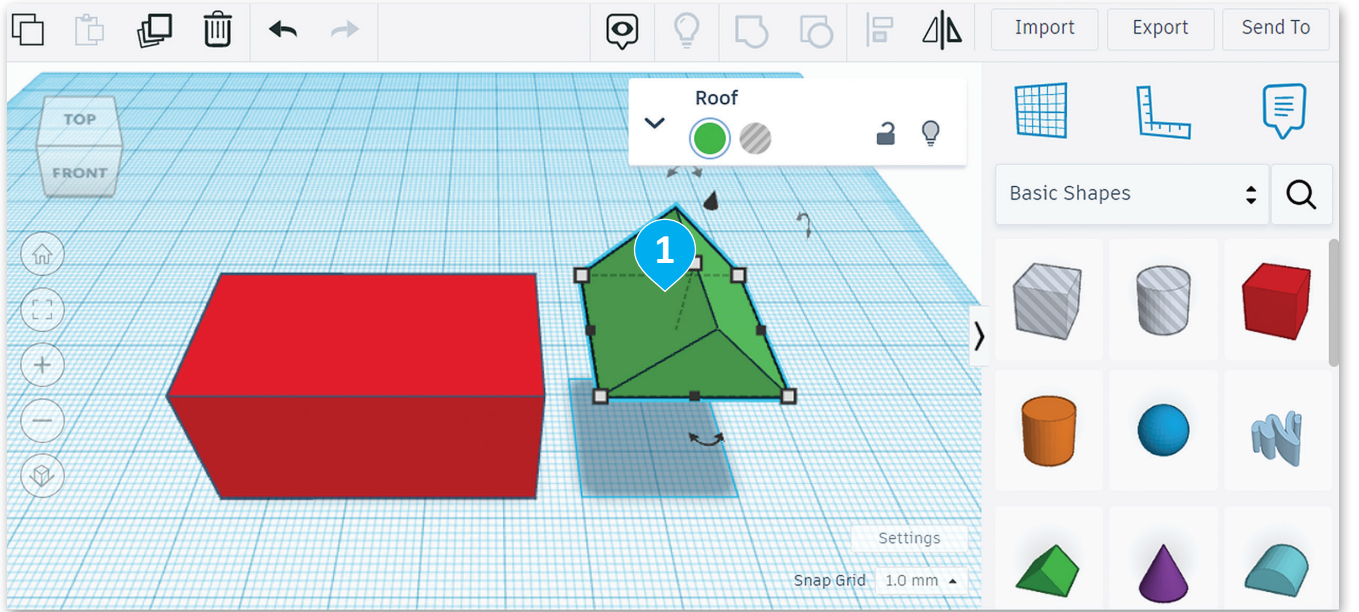 Import
Export
Send To
TOP
FRONT
Roof
1
Basic Shapes
Settings
Snap Grid
1.0 mm